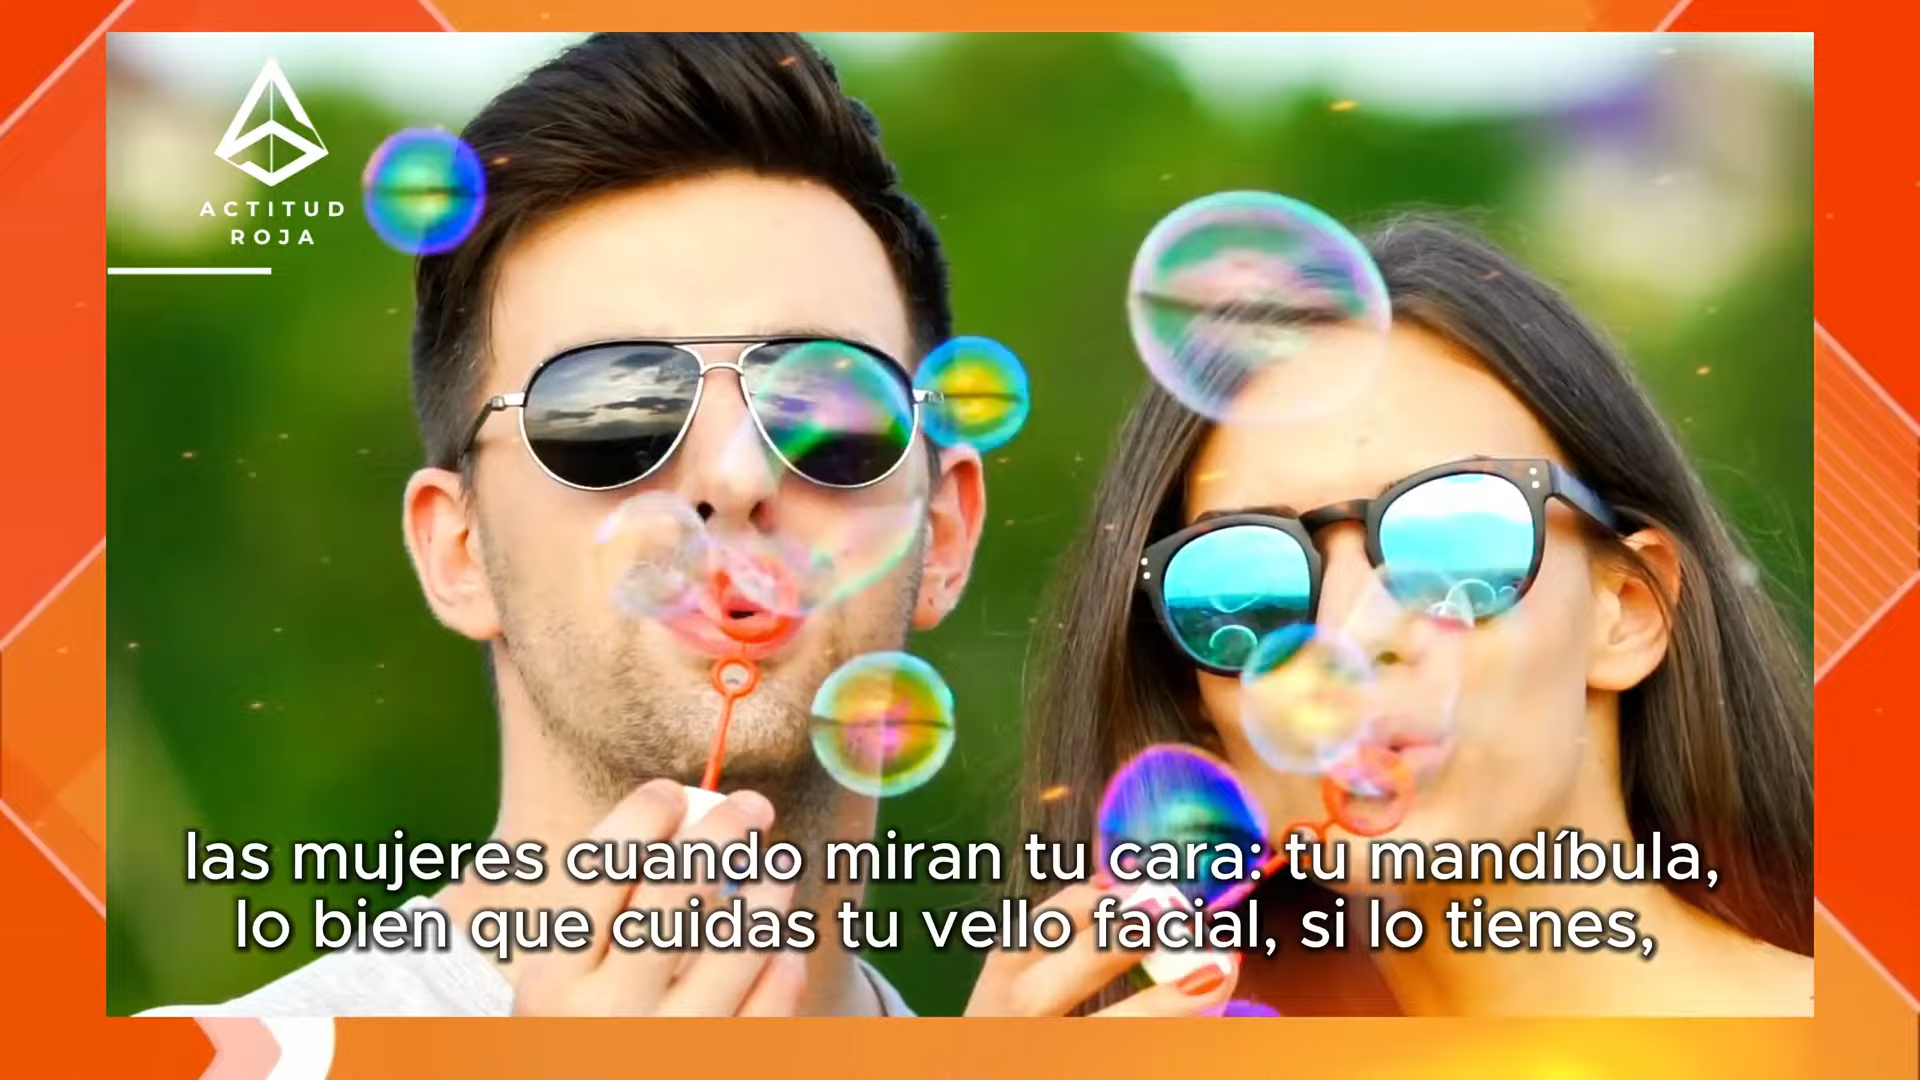 ACTITUD
ROJA
las mujeres cuando miran tu cara: tu mandíbula,
lo bien que cuidas tu vello facial, si lo tienes,